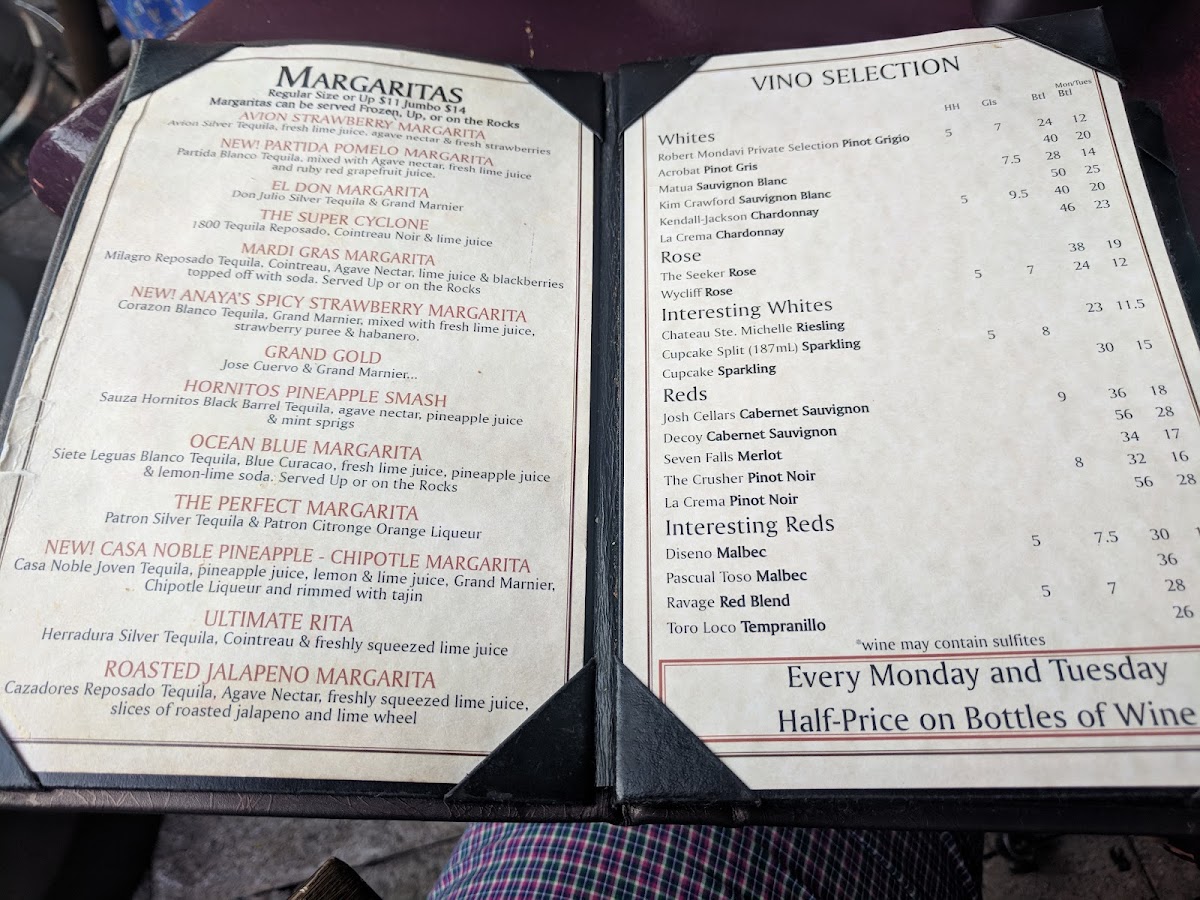 MARGARITAS
Regular Size or Up $11 Jumbo $14
Margaritas can be served Frozen, Up, or on the Rocks
AVION STRAWBERRY MARGARITA
Avion Silver Tequila, fresh lime juice, agave nectar & fresh strawberries
NEW! PARTIDA POMELO MARGARITA
Partida Blanco Tequila, mixed with Agave nectar, fresh lime juice
and ruby red grapefruit juice.
EL DON MARGARITA
Don Julio Silver Tequila & Grand Marnier
THE SUPER CYCLONE
1800 Tequila Reposado, Cointreau Noir & lime juice
MARDI GRAS MARGARITA
Milagro Reposado Tequila, Cointreau, Agave Nectar, lime juice & blackberries
topped off with soda. Served Up or on the Rocks
NEW! ANAYA'S SPICY STRAWBERRY MARGARITA
Corazon Blanco Tequila, Grand Marnier, mixed with fresh lime juice,
strawberry puree & habanero.
GRAND GOLD
Jose Cuervo & Grand Marnier...
HORNITOS PINEAPPLE SMASH
Sauza Hornitos Black Barrel Tequila, agave nectar, pineapple juice
& mint sprigs
OCEAN BLUE MARGARITA
Siete Leguas Blanco Tequila, Blue Curacao, fresh lime juice, pineapple juice
& lemon-lime soda. Served Up or on the Rocks
THE PERFECT MARGARITA
Patron Silver Tequila & Patron Citronge Orange Liqueur
NEW! CASA NOBLE PINEAPPLE - CHIPOTLE MARGARITA
Casa Noble Joven Tequila, pineapple juice, lemon & lime juice, Grand Marnier,
Chipotle Liqueur and rimmed with tajin
ULTIMATE RITA
Herradura Silver Tequila, Cointreau & freshly squeezed lime juice
ROASTED JALAPENO MARGARITA
Cazadores Reposado Tequila, Agave Nectar, freshly squeezed lime juice,
slices of roasted jalapeno and lime wheel
VINO SELECTION
Mon/Tues
HH Gls Btl Btl
Whites
Robert Mondavi Private Selection Pinot Grigio 5 7 24 12
Acrobat Pinot Gris 40 20
Matua Sauvignon Blanc 7.5 28 14
Kim Crawford Sauvignon Blanc 50 25
Kendall-Jackson Chardonnay 5 9.5 40 20
La Crema Chardonnay 46 23
Rose
The Seeker Rose 38 19
Wycliff Rose 5 7 24 12
Interesting Whites
Chateau Ste. Michelle Riesling 23 11.5
Cupcake Split (187mL) Sparkling 5 8
Cupcake Sparkling 30 15
Reds
Josh Cellars Cabernet Sauvignon 9 36 18
Decoy Cabernet Sauvignon 56 28
Seven Falls Merlot 34 17
The Crusher Pinot Noir 8 32 16
La Crema Pinot Noir 56 28
Interesting Reds
Diseno Malbec 5 7.5 30
Pascual Toso Malbec 36
Ravage Red Blend 5 7 28
Toro Loco Tempranillo 26
*wine may contain sulfites
Every Monday and Tuesday
Half-Price on Bottles of Wine